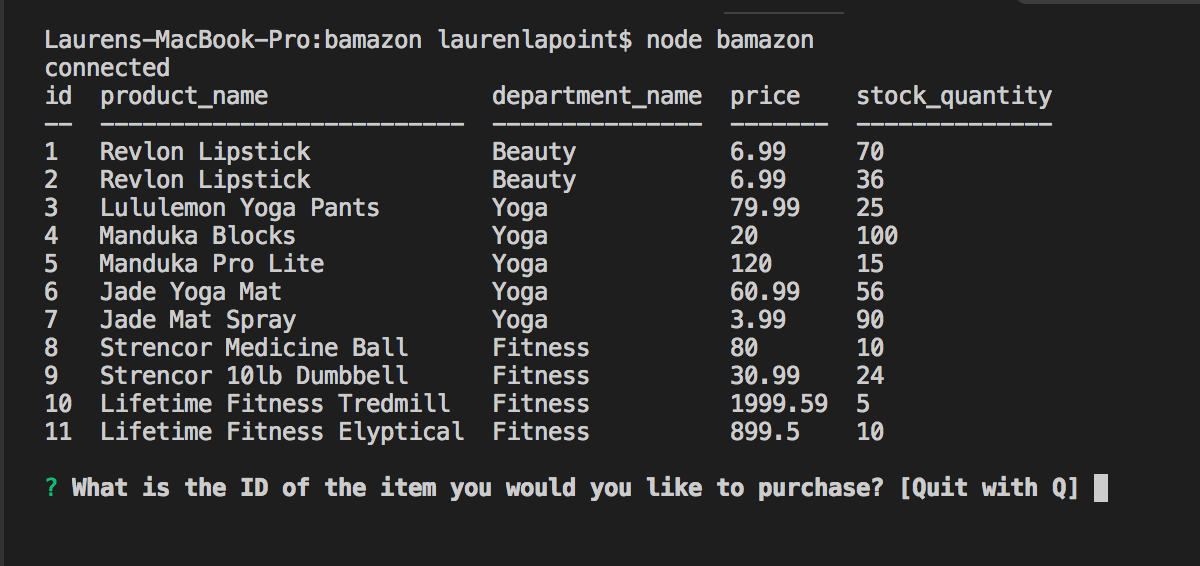 Laurens-MacBook-Pro:bamazon laurenlapoint$ node bamazon
connected
id  product_name                department_name  price    stock_quantity
--  --------------------------  ---------------  -------  --------------
1   Revlon Lipstick             Beauty           6.99     70
2   Revlon Lipstick             Beauty           6.99     36
3   Lululemon Yoga Pants        Yoga             79.99    25
4   Manduka Blocks              Yoga             20       100
5   Manduka Pro Lite            Yoga             120      15
6   Jade Yoga Mat               Yoga             60.99    56
7   Jade Mat Spray              Yoga             3.99     90
8   Strencor Medicine Ball      Fitness          80       10
9   Strencor 10lb Dumbbell      Fitness          30.99    24
10  Lifetime Fitness Tredmill   Fitness          1999.59  5
11  Lifetime Fitness Elyptical  Fitness          899.5    10
? What is the ID of the item you would you like to purchase? [Quit with Q]